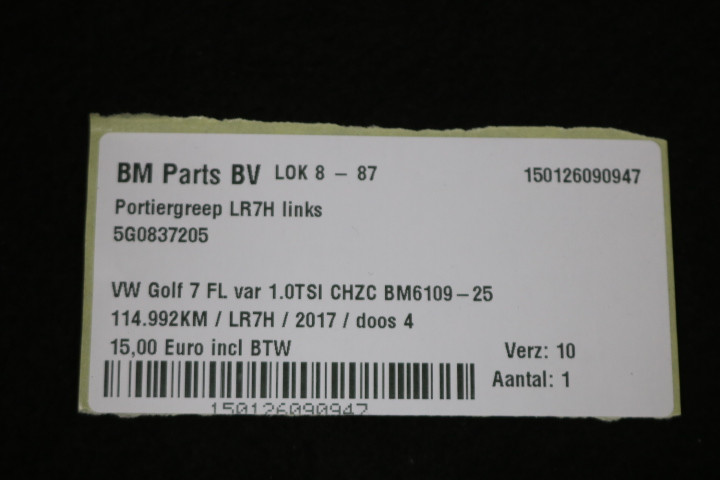 BM Parts BV LOK 8 - 87 150126090947
Portiergreep LR7H links
5G0837205
VW Golf 7 FL var 1.0TSI CHZC BM6109-25
114.992KM / LR7H / 2017 / doos 4
15,00 Euro incl BTW Verz: 10
Aantal: 1
150126090947